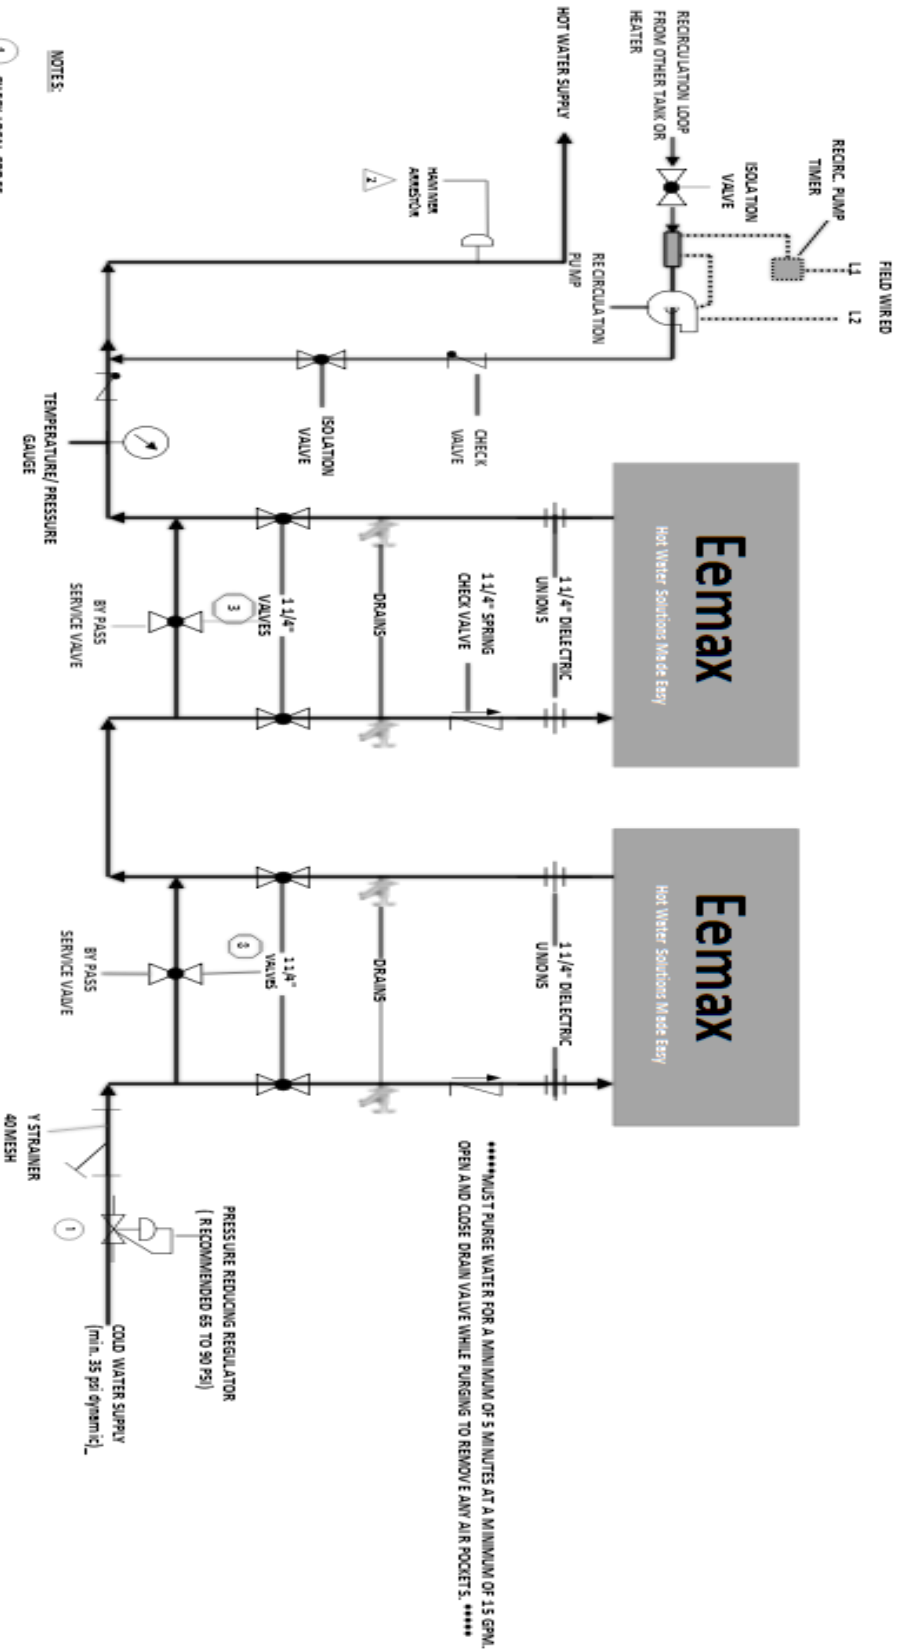 FIELD WIRED
L1
L2
RECIRC. PUMP
TIMER
ISOLATION
VALVE
RECIRCULATION LOOP
FROM OTHER TANK OR
HEATER
RECIRCULATION
PUMP
HOT WATER SUPPLY
Eemax
Hot Water Solutions Made Easy
Eemax
Hot Water Solutions Made Easy
1 1/4" DIELECTRIC
UNIONS
1 1/4" DIELECTRIC
UNIONS
*****MUST PURGE WATER FOR A MINIMUM OF 5 MINUTES AT A MINIMUM OF 15 GPM.
OPEN AND CLOSE DRAIN VALVE WHILE PURGING TO REMOVE ANY AIR POCKETS. *****
CHECK
VALVE
1 1/4" SPRING
CHECK VALVE
HAMMER
ARRESTOR
2
DRAINS
DRAINS
ISOLATION
VALVE
1 1/4"
VALVES
3
1 1/4"
VALVES
3
PRESSURE REDUCING REGULATOR
( RECOMMENDED 65 TO 90 PSI)
BY PASS
SERVICE VALVE
BY PASS
SERVICE VALVE
COLD WATER SUPPLY
(min. 35 psi dynamic)_
1
TEMPERATURE/ PRESSURE
GAUGE
Y STRAINER
40 MESH
NOTES: